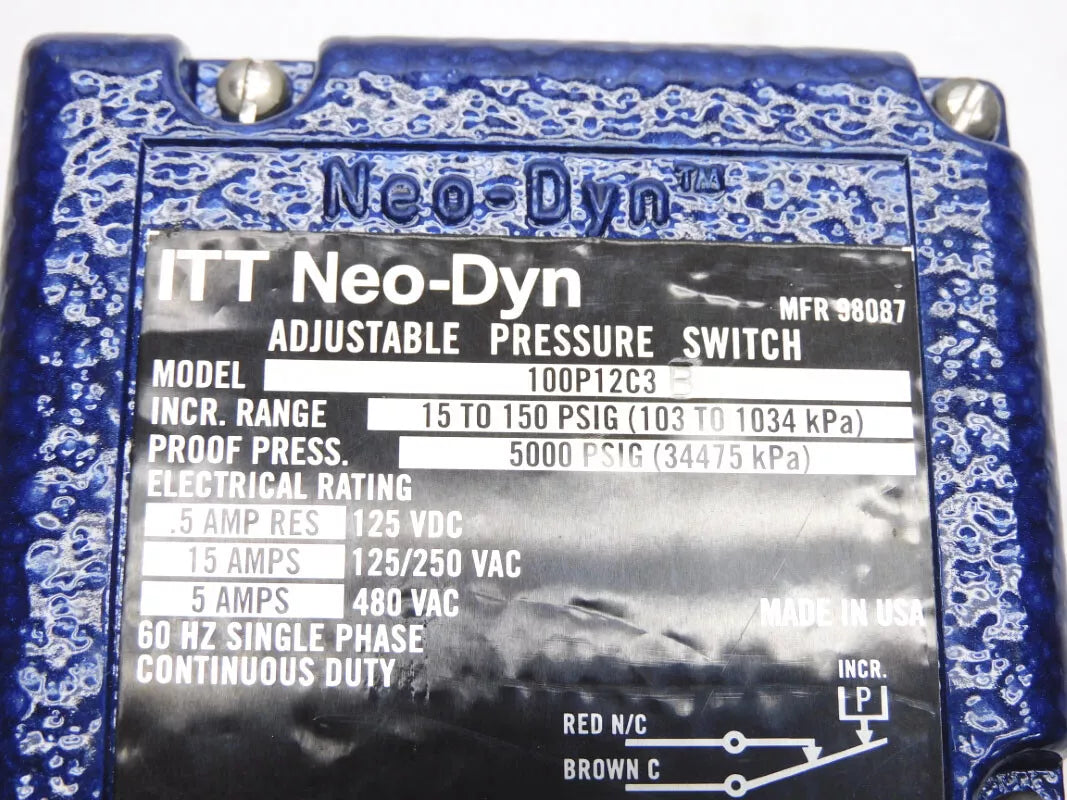 Neo-Dyn™
ITT Neo-Dyn
MFR 98087
ADJUSTABLE PRESSURE SWITCH
MODEL 100P12C3
INCR. RANGE 15 TO 150 PSIG (103 TO 1034 kPa)
PROOF PRESS. 5000 PSIG (34475 kPa)
ELECTRICAL RATING
.5 AMP RES 125 VDC
15 AMPS 125/250 VAC
5 AMPS 480 VAC
MADE IN USA
60 HZ SINGLE PHASE
CONTINUOUS DUTY
INCR.
P
RED N/C
BROWN C